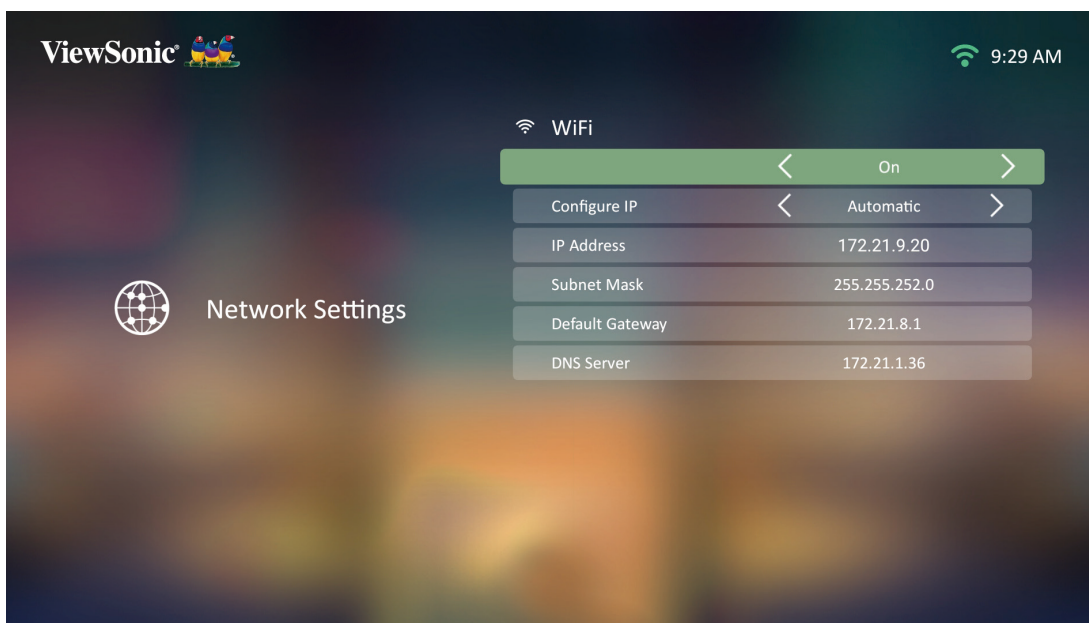 ViewSonic®
9:29 AM
WiFi
On
Configure IP Automatic
IP Address 172.21.9.20
Subnet Mask 255.255.252.0
Network Settings
Default Gateway 172.21.8.1
DNS Server 172.21.1.36